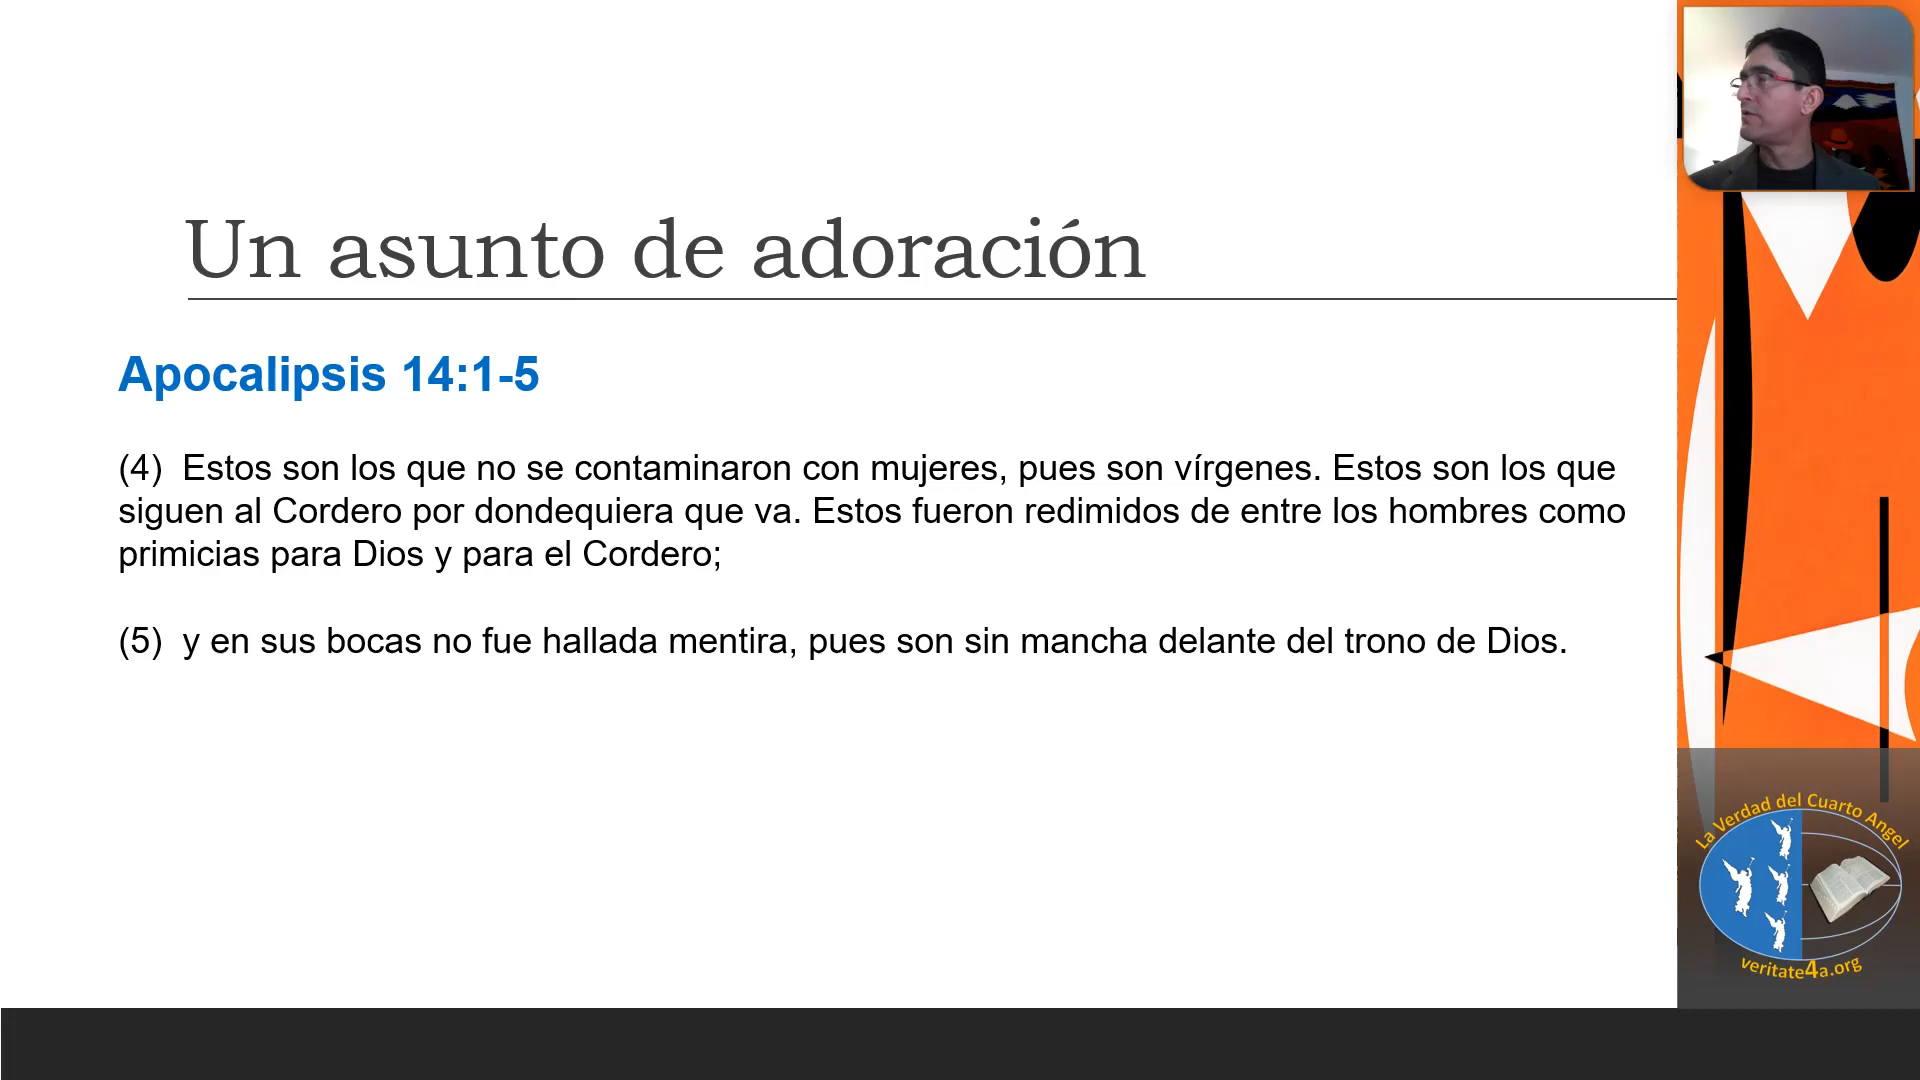 Un asunto de adoración
Apocalipsis 14:1-5
(4) Estos son los que no se contaminaron con mujeres, pues son vírgenes. Estos son los que
siguen al Cordero por dondequiera que va. Estos fueron redimidos de entre los hombres como
primicias para Dios y para el Cordero;
(5) y en sus bocas no fue hallada mentira, pues son sin mancha delante del trono de Dios.
La Verdad del Cuarto Angel
veritate4a.org